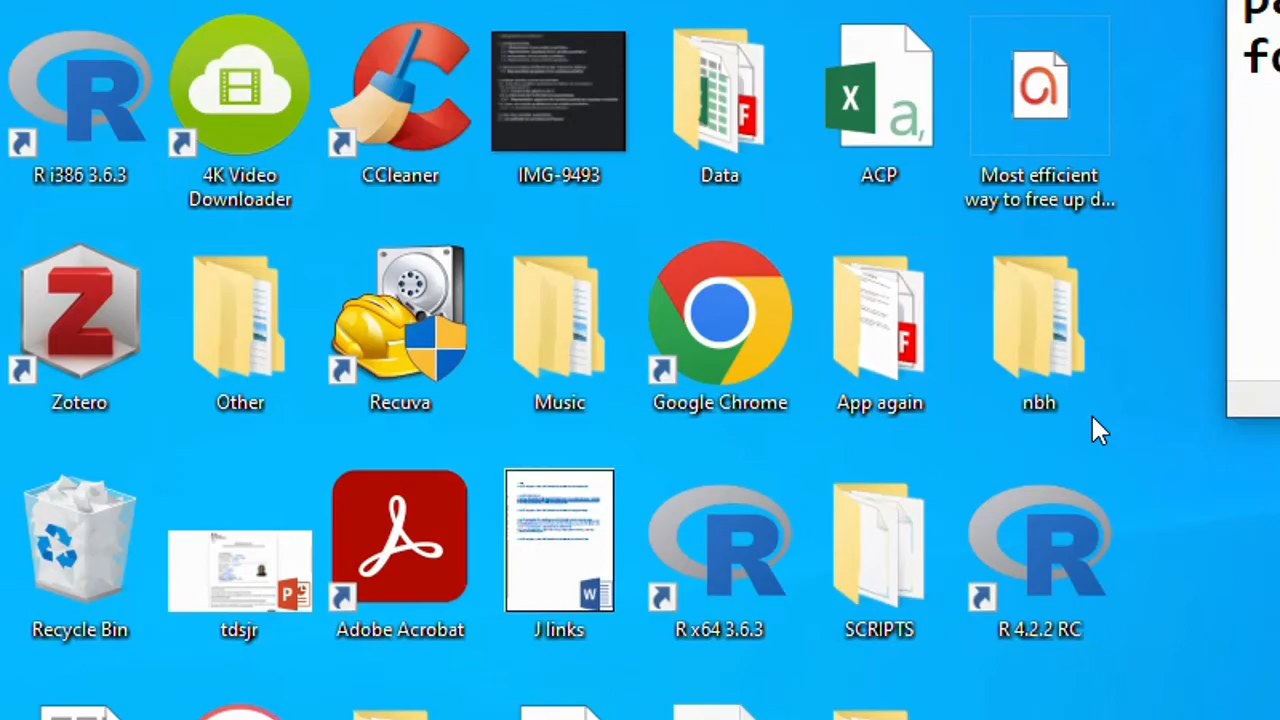 pa
fo
R i386 3.6.3
4K Video
Downloader
CCleaner
IMG-9493
Data
ACP
Most efficient
way to free up d...
Zotero
Other
Recuva
Music
Google Chrome
App again
nbh
Recycle Bin
tdsjr
Adobe Acrobat
J links
R x64 3.6.3
SCRIPTS
R 4.2.2 RC